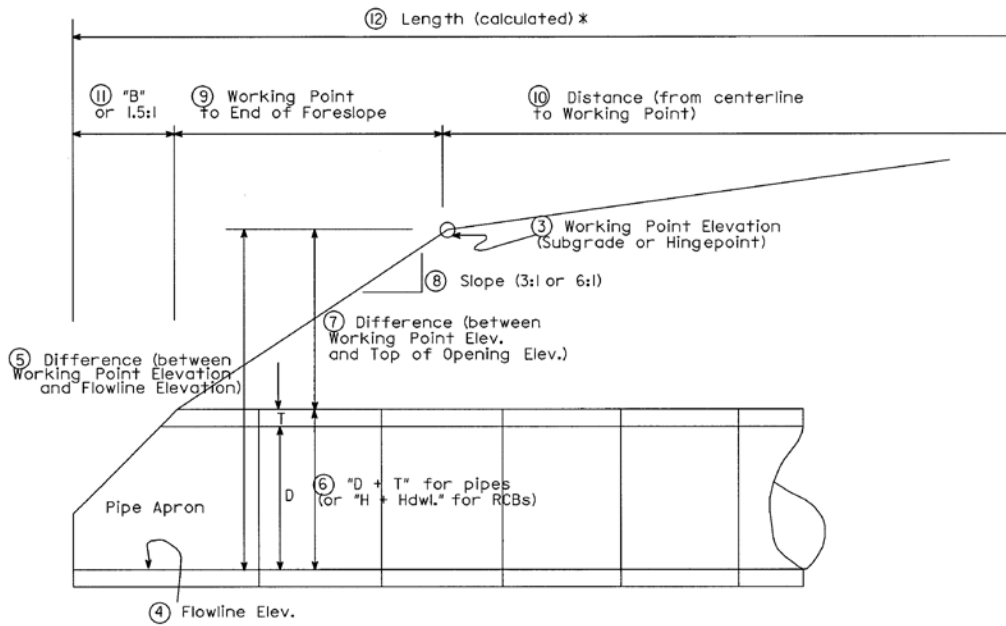 ⑫ Length (calculated) *
⑪ "B"
or 1.5:1
⑨ Working Point
to End of Foreslope
⑩ Distance (from centerline
to Working Point)
③ Working Point Elevation
(Subgrade or Hingepoint)
⑧ Slope (3:1 or 6:1)
⑦ Difference (between
Working Point Elev.
and Top of Opening Elev.)
⑤ Difference (between
Working Point Elevation
and Flowline Elevation)
T
D
⑥ "D + T" for pipes
(or "H + Hdwl." for RCBs)
Pipe Apron
④ Flowline Elev.